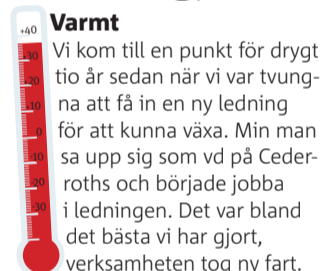 Varmt
Vi kom till en punkt för drygt
tio år sedan när vi var tvung-
na att få in en ny ledning
för att kunna växa. Min man
sa upp sig som vd på Ceder-
roths och började jobba
i ledningen. Det var bland
det bästa vi har gjort,
verksamheten tog ny fart.
+40
+30
+20
+10
0
-10
-20
-30